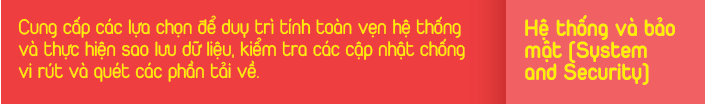 Cung cấp các lựa chọn để duy trì tính toàn vẹn hệ thống
và thực hiện sao lưu dữ liệu, kiểm tra các cập nhật chống
vi rút và quét các phần tải về.
Hệ thống và bảo
mật (System
and Security)